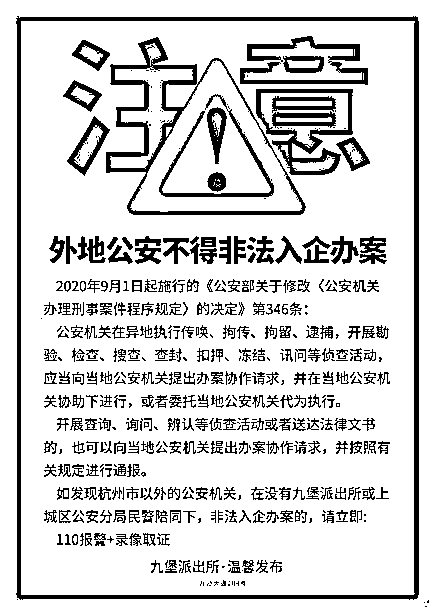 注意
外地公安不得非法入企办案
2020年9月1日起施行的《公安部关于修改〈公安机关
办理刑事案件程序规定〉的决定》第346条：
公安机关在异地执行传唤、拘传、拘留、逮捕，开展勘
验、检查、搜查、查封、扣押、冻结、讯问等侦查活动，
应当向当地公安机关提出办案协作请求，并在当地公安机
关协助下进行，或者委托当地公安机关代为执行。
开展查询、询问、辨认等侦查活动或者送达法律文书
的，也可以向当地公安机关提出办案协作请求，并按照有
关规定进行通报。
如发现杭州市以外的公安机关，在没有九堡派出所或上
城区公安分局民警陪同下，非法入企办案的，请立即：
110报警+录像取证
九堡派出所·温馨发布